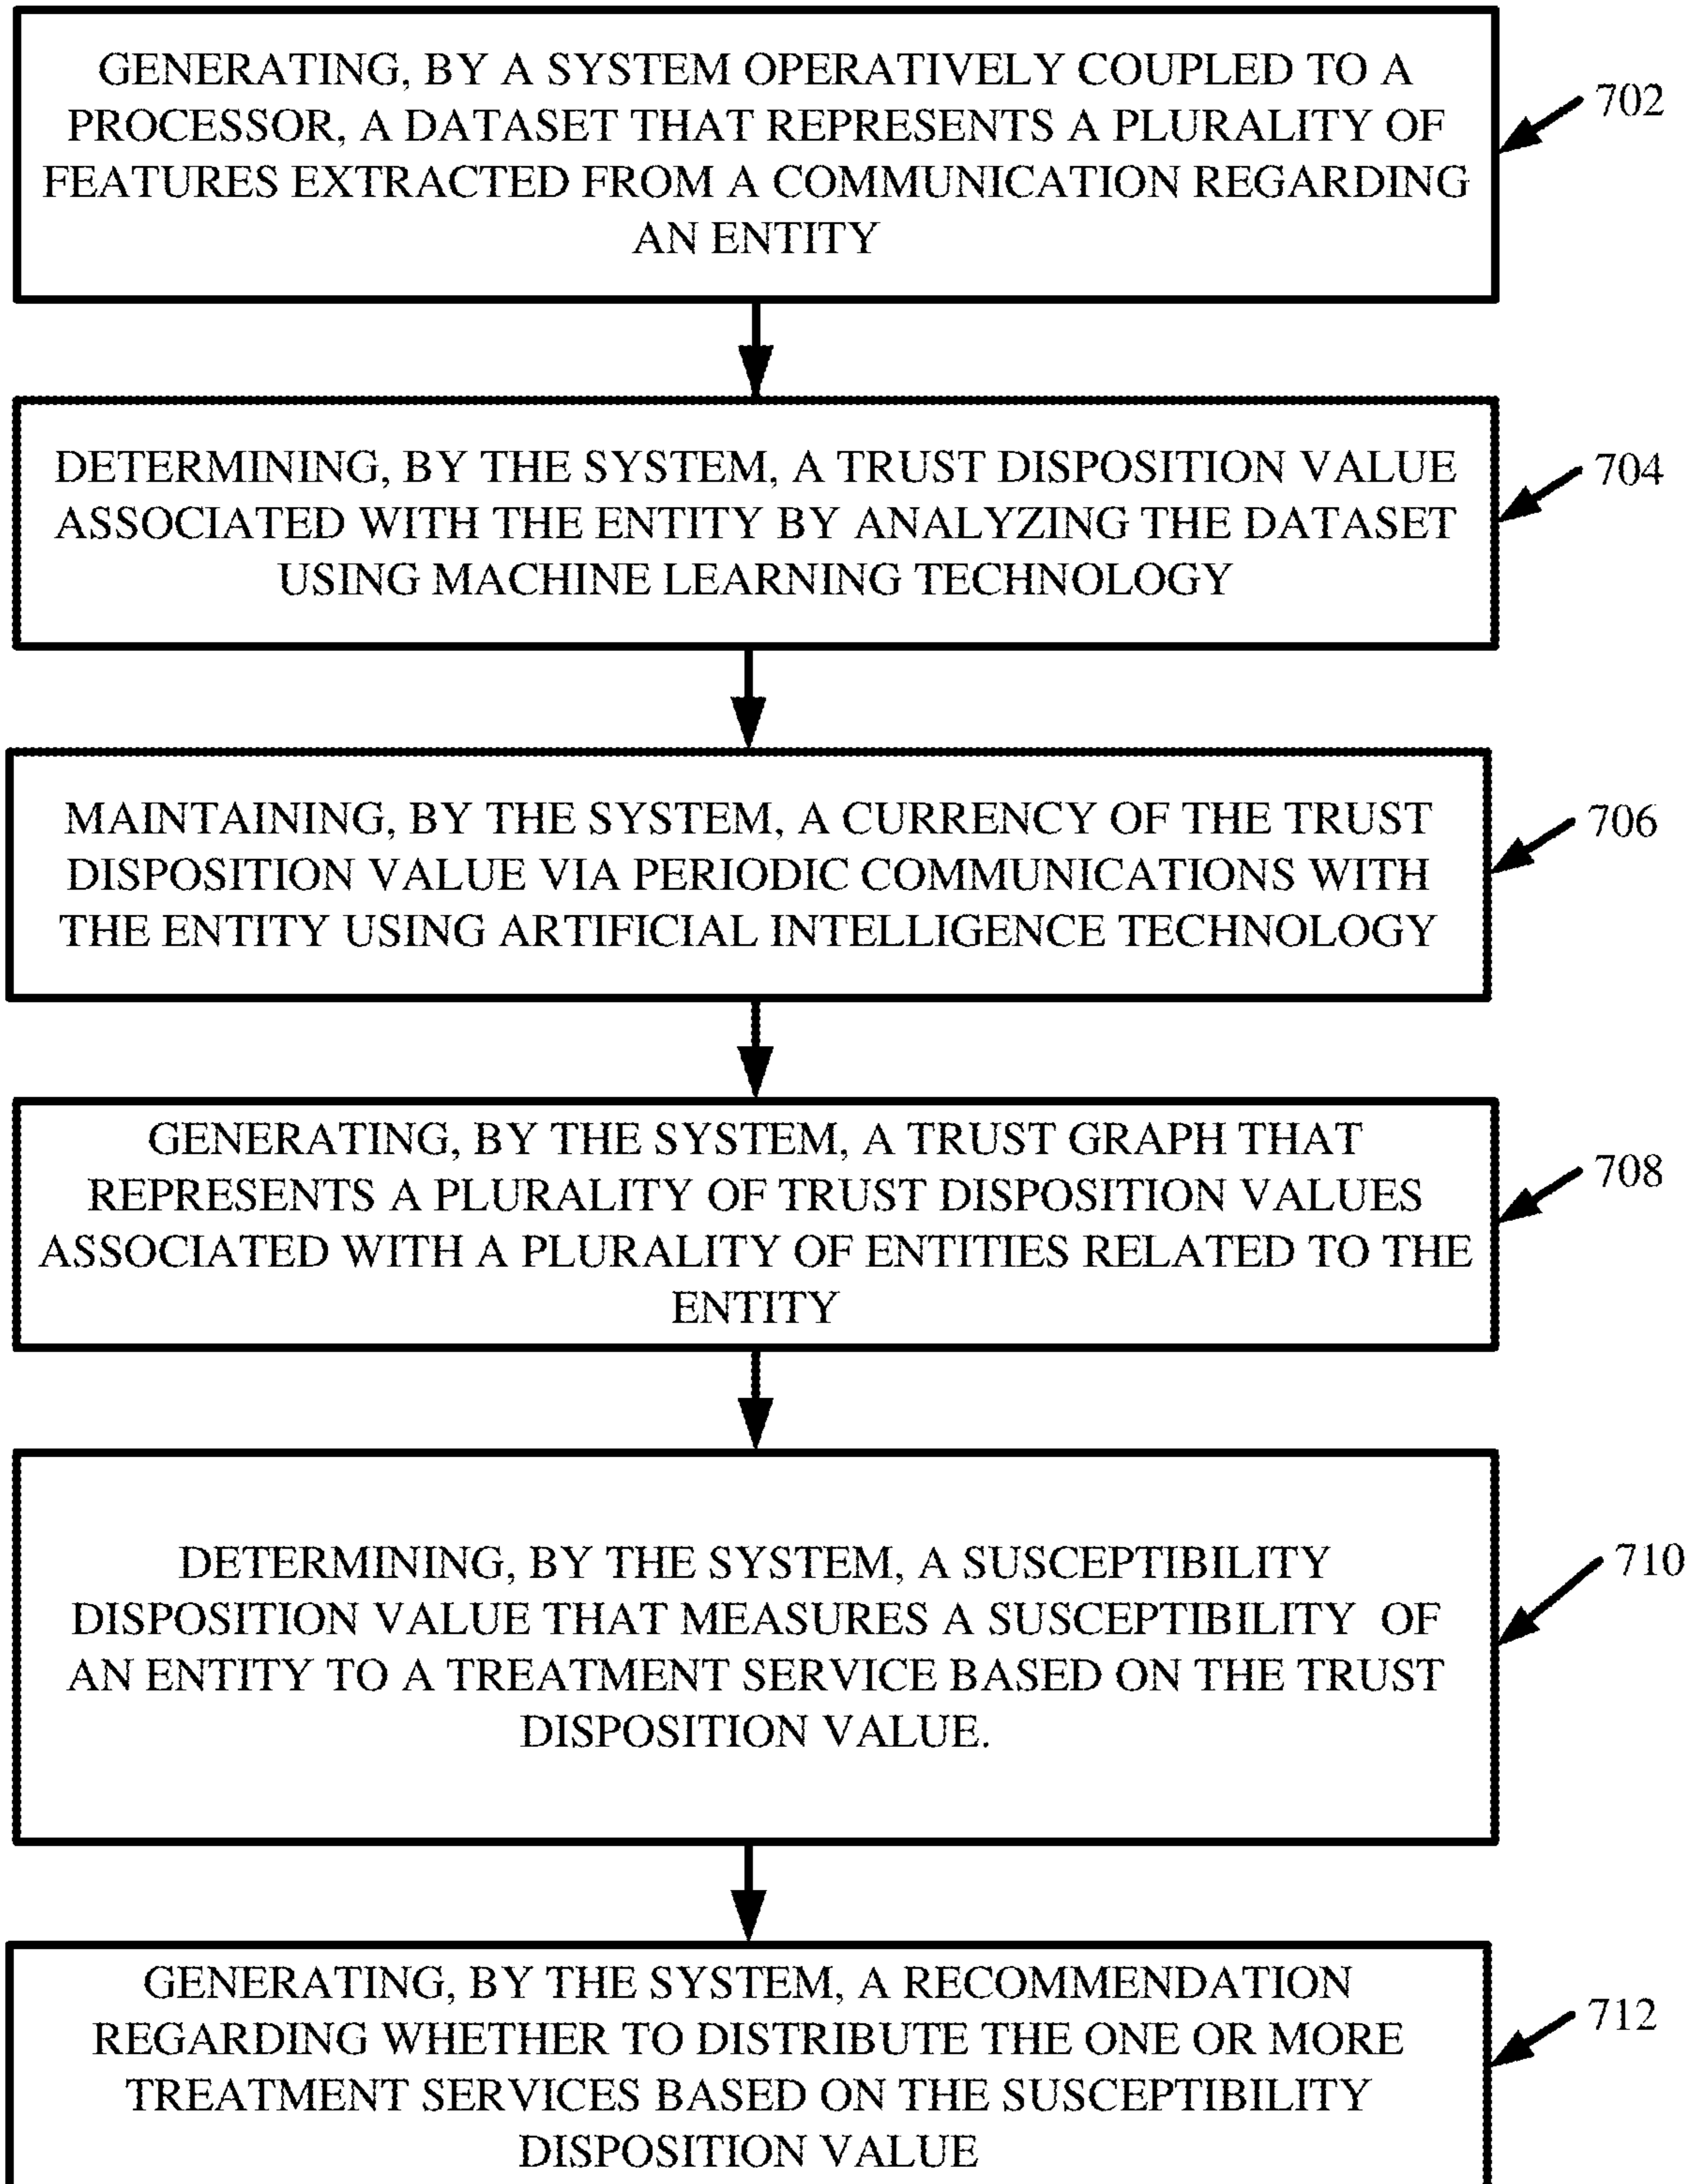 GENERATING, BY A SYSTEM OPERATIVELY COUPLED TO A
PROCESSOR, A DATASET THAT REPRESENTS A PLURALITY OF
FEATURES EXTRACTED FROM A COMMUNICATION REGARDING
AN ENTITY
702
DETERMINING, BY THE SYSTEM, A TRUST DISPOSITION VALUE
ASSOCIATED WITH THE ENTITY BY ANALYZING THE DATASET
USING MACHINE LEARNING TECHNOLOGY
704
MAINTAINING, BY THE SYSTEM, A CURRENCY OF THE TRUST
DISPOSITION VALUE VIA PERIODIC COMMUNICATIONS WITH
THE ENTITY USING ARTIFICIAL INTELLIGENCE TECHNOLOGY
706
GENERATING, BY THE SYSTEM, A TRUST GRAPH THAT
REPRESENTS A PLURALITY OF TRUST DISPOSITION VALUES
ASSOCIATED WITH A PLURALITY OF ENTITIES RELATED TO THE
ENTITY
708
DETERMINING, BY THE SYSTEM, A SUSCEPTIBILITY
DISPOSITION VALUE THAT MEASURES A SUSCEPTIBILITY OF
AN ENTITY TO A TREATMENT SERVICE BASED ON THE TRUST
DISPOSITION VALUE.
710
GENERATING, BY THE SYSTEM, A RECOMMENDATION
REGARDING WHETHER TO DISTRIBUTE THE ONE OR MORE
TREATMENT SERVICES BASED ON THE SUSCEPTIBILITY
DISPOSITION VALUE
712